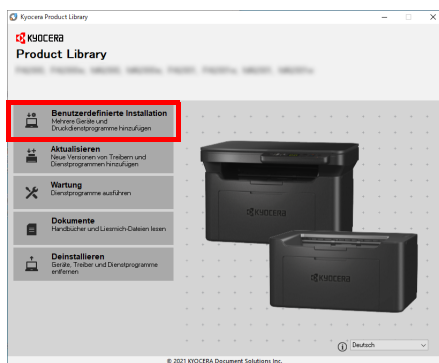 Kyocera Product Library
KYOCERA
Product Library
Benutzerdefinierte Installation
Mehrere Geräte und
Druckdienstprogramme hinzufügen
Aktualisieren
Neue Versionen von Treibern und
Dienstprogrammen hinzufügen
Wartung
Dienstprogramme ausführen
Dokumente
Handbücher und Liesmich-Dateien lesen
Deinstallieren
Geräte, Treiber und Dienstprogramme
entfernen
KYOCERA
KYOCERA
Deutsch
© 2021 KYOCERA Document Solutions Inc.